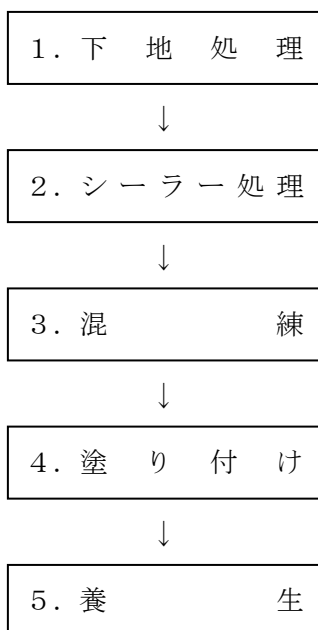 1．下地処理
↓
2．シーラー処理
↓
3．混練
↓
4．塗り付け
↓
5．養生